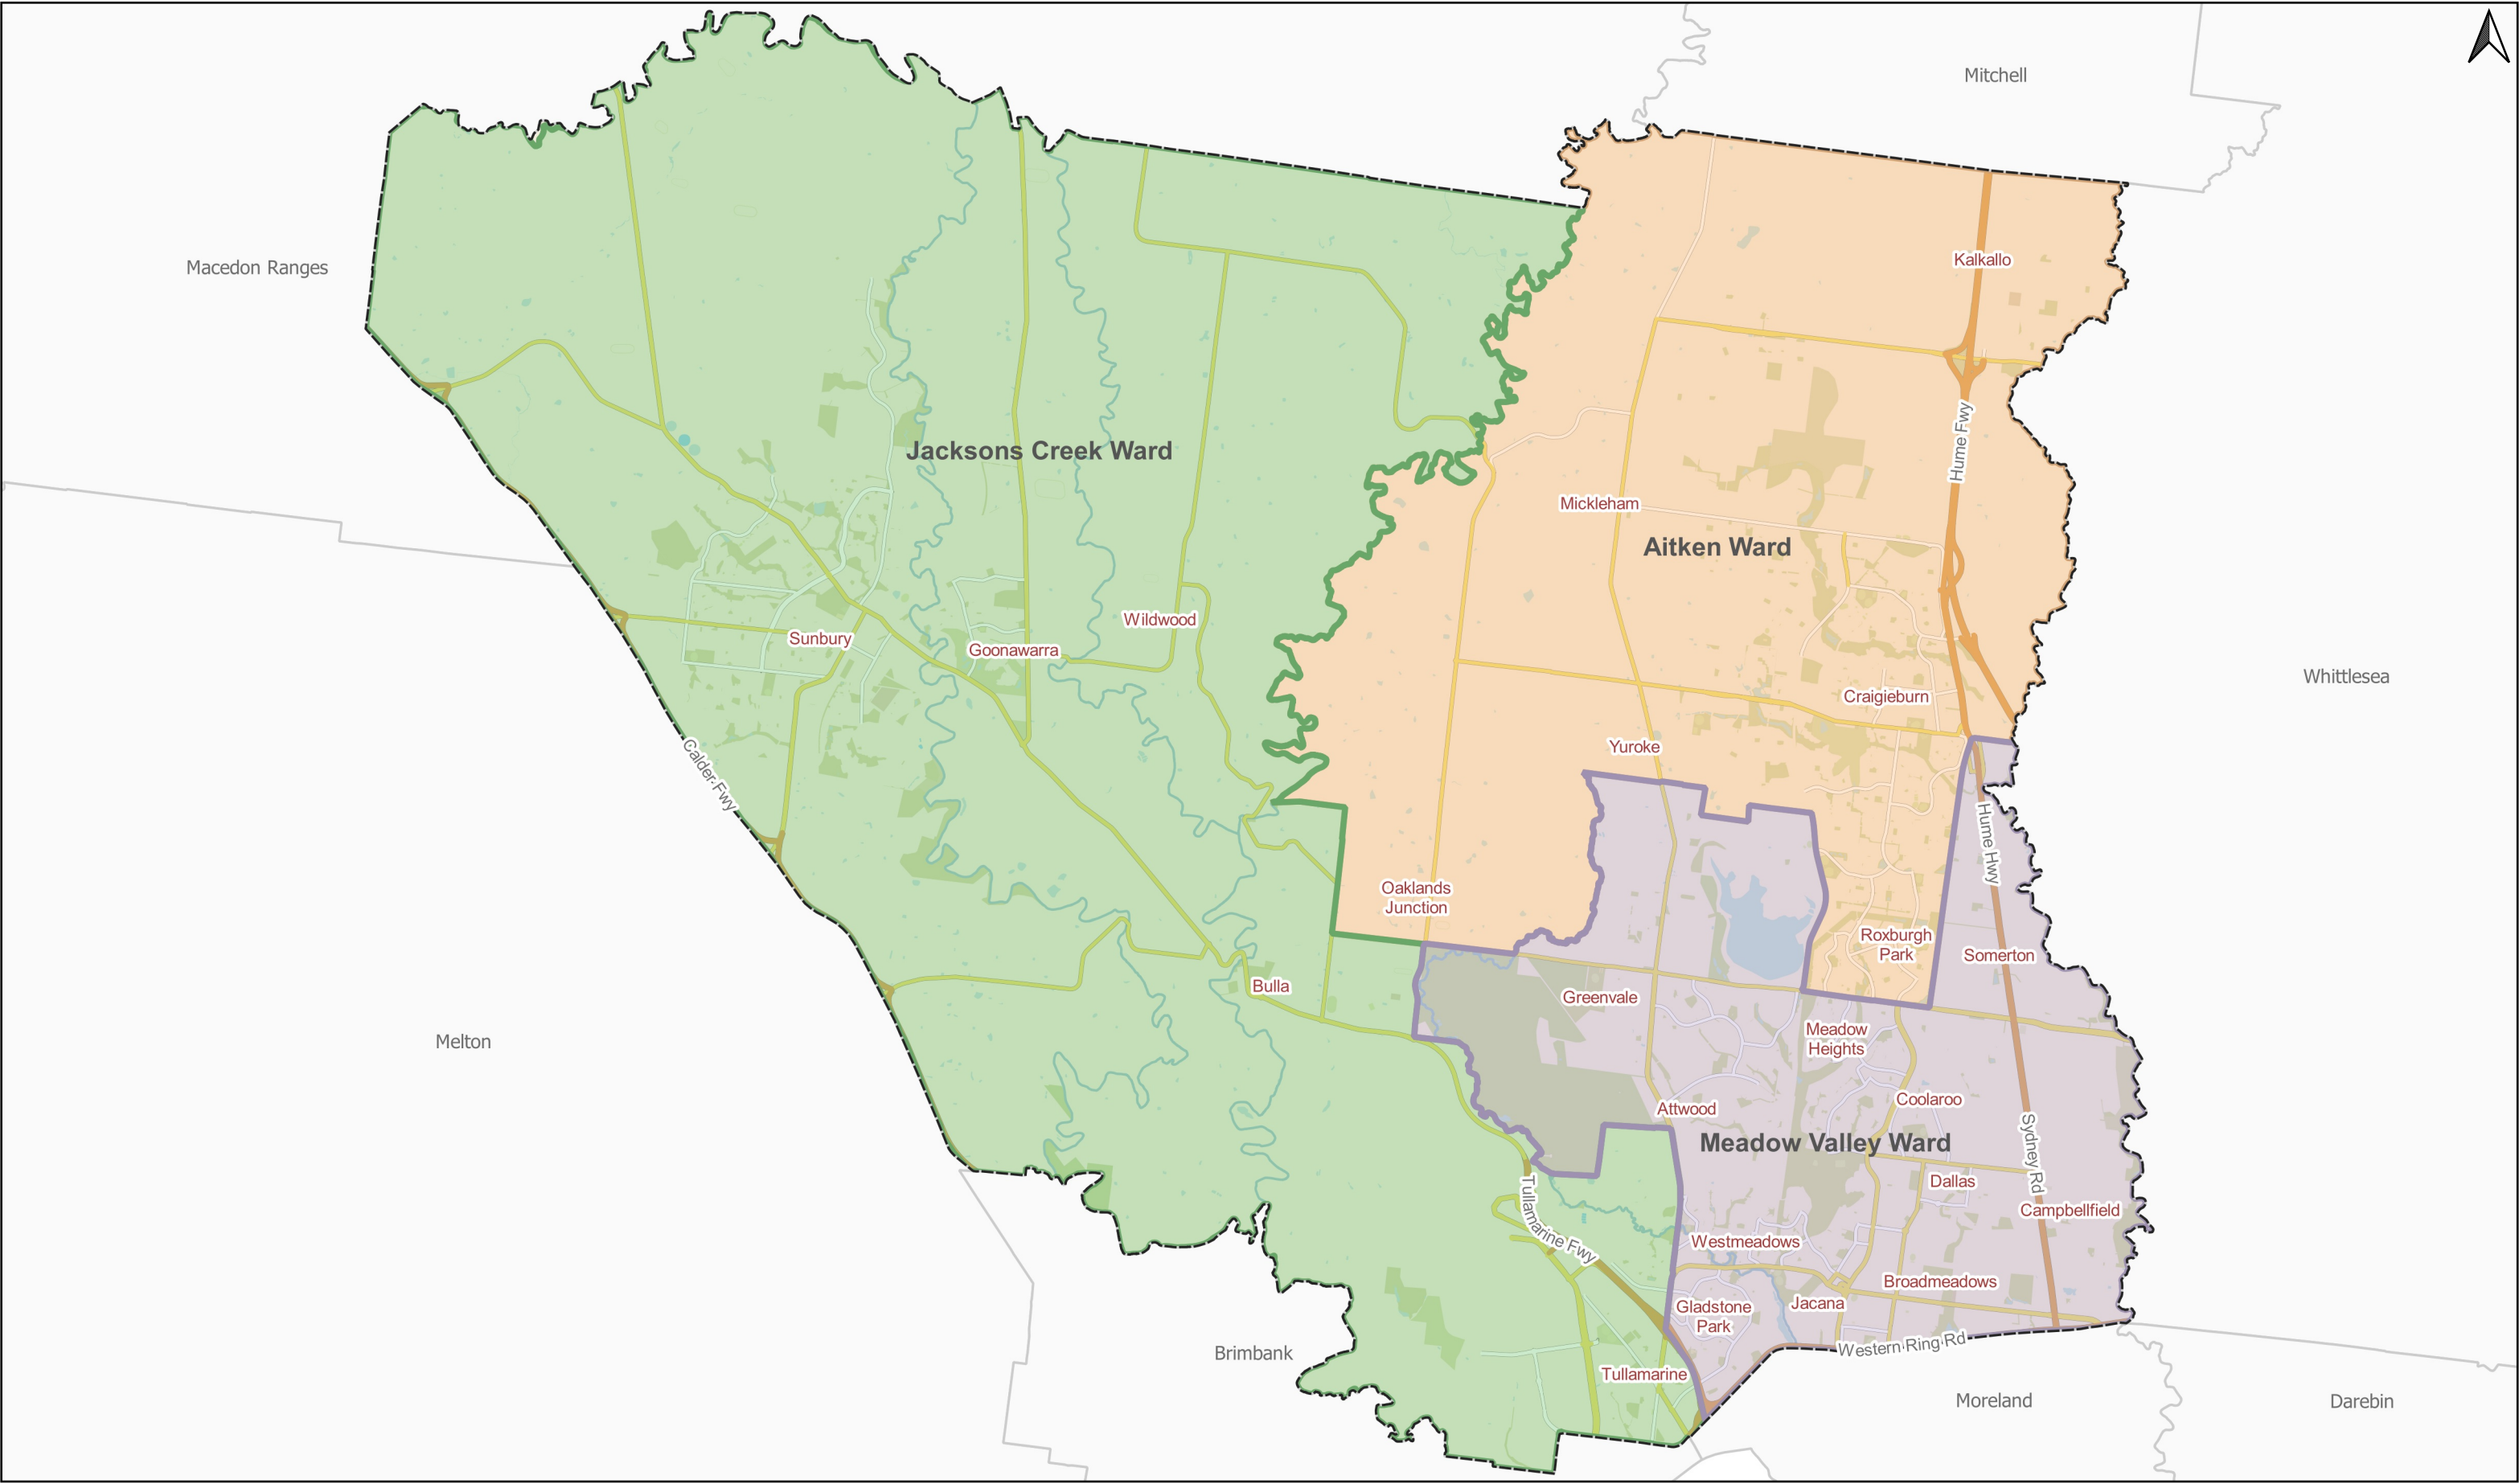 Mitchell
Macedon Ranges
Kalkallo
Hume Fwy
Jacksons Creek Ward
Mickleham
Aitken Ward
Wildwood
Sunbury
Goonawarra
Whittlesea
Craigieburn
Yuroke
Calder Fwy
Hume Hwy
Oaklands
Junction
Roxburgh
Park
Somerton
Bulla
Greenvale
Meadow
Heights
Melton
Coolaroo
Attwood
Meadow Valley Ward
Sydney Rd
Dallas
Campbellfield
Tullamarine Fwy
Westmeadows
Broadmeadows
Jacana
Gladstone
Park
Western Ring Rd
Brimbank
Tullamarine
Moreland
Darebin